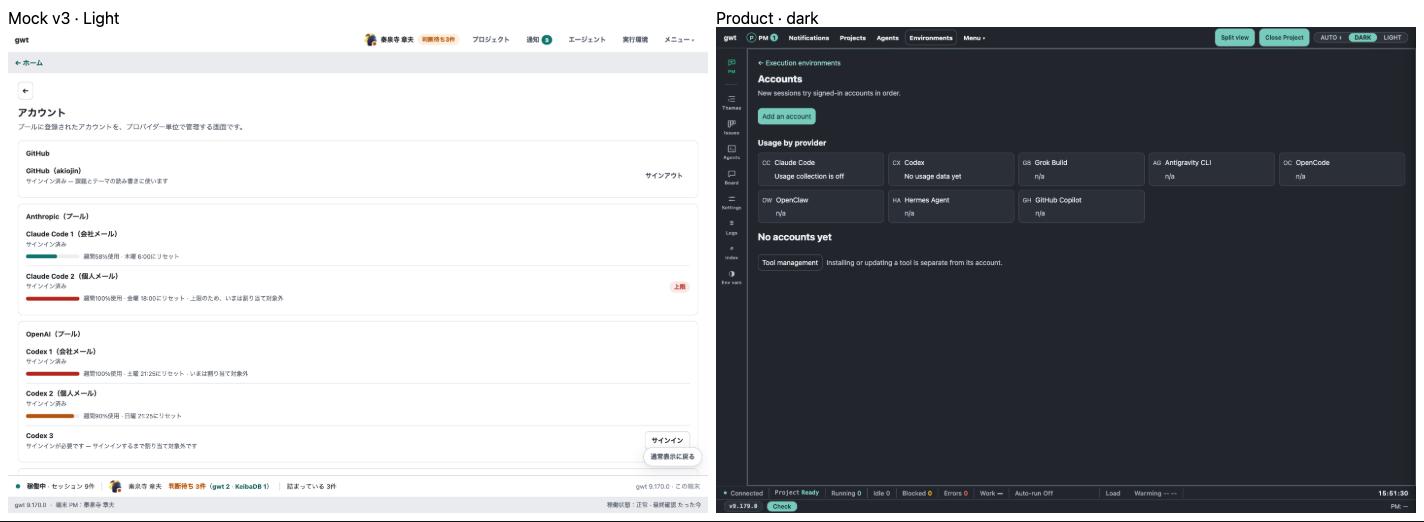 Mock v3 · Light
gwt
秦泉寺 章夫 判断待ち3件 プロジェクト 通知 3 エージェント 実行環境 メニュー
← ホーム
←
アカウント
プールに登録されたアカウントを、プロバイダー単位で管理する画面です。
GitHub
GitHub（akiojin）
サインイン済み — 課題とテーマの読み書きに使います
サインアウト
Anthropic（プール）
Claude Code 1（会社メール）
サインイン済み
週間58%使用 · 木曜 6:00にリセット
Claude Code 2（個人メール）
サインイン済み
週間100%使用 · 金曜 18:00にリセット · 上限のため、いまは割り当て対象外
上限
OpenAI（プール）
Codex 1（会社メール）
サインイン済み
週間100%使用 · 土曜 21:25にリセット · いまは割り当て対象外
Codex 2（個人メール）
サインイン済み
週間90%使用 · 日曜 21:25にリセット
Codex 3
サインインが必要です — サインインするまで割り当て対象外です
サインイン
通常表示に戻る
稼働中 · セッション 9件 秦泉寺 章夫 判断待ち 3件（gwt 2 · KeibaDB 1） 詰まっている 3件 gwt 9.170.0 · この端末
gwt 9.170.0 · 端末 PM：秦泉寺 章夫 稼働状態：正常 · 最終確認 たった今
Product · dark
gwt P PM 1 Notifications Projects Agents Environments Menu Split view Close Project AUTO DARK LIGHT
PM
Themes
Issues
Agents
Board
Settings
Logs
Index
Env vars
← Execution environments
Accounts
New sessions try signed-in accounts in order.
Add an account
Usage by provider
CC Claude Code
Usage collection is off
CX Codex
No usage data yet
GB Grok Build
n/a
AG Antigravity CLI
n/a
OC OpenCode
n/a
OW OpenClaw
n/a
HA Hermes Agent
n/a
GH GitHub Copilot
n/a
No accounts yet
Tool management Installing or updating a tool is separate from its account.
Connected Project Ready Running 0 Idle 0 Blocked 0 Errors 0 Work — Auto-run Off Load Warming -- -- 15:51:30
v9.179.0 Check PM: --